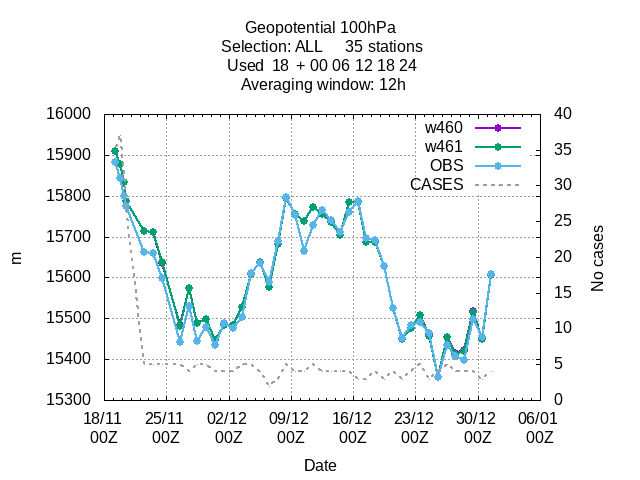 Geopotential 100hPa
Selection: ALL 35 stations
Used 18 + 00 06 12 18 24
Averaging window: 12h
w460
w461
OBS
CASES
16000
15900
15800
15700
15600
15500
15400
15300
m
40
35
30
25
20
15
10
5
0
No cases
18/11 25/11 02/12 09/12 16/12 23/12 30/12 06/01
00Z 00Z 00Z 00Z 00Z 00Z 00Z 00Z
Date